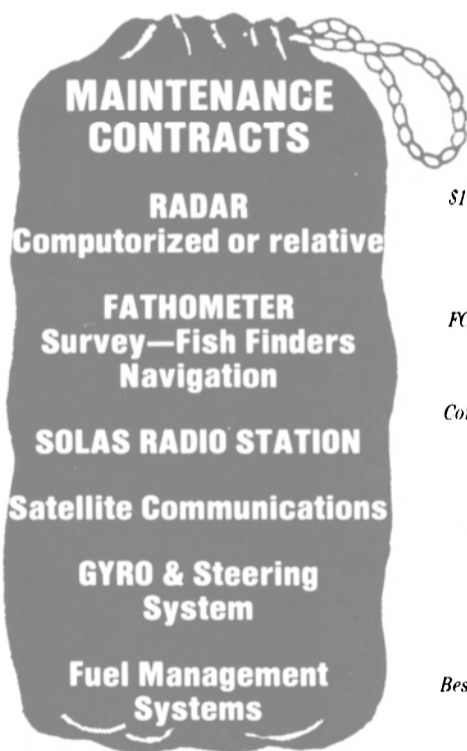 MAINTENANCE
CONTRACTS
RADAR
Computorized or relative
FATHOMETER
Survey—Fish Finders
Navigation
SOLAS RADIO STATION
Satellite Communications
GYRO & Steering
System
Fuel Management
Systems